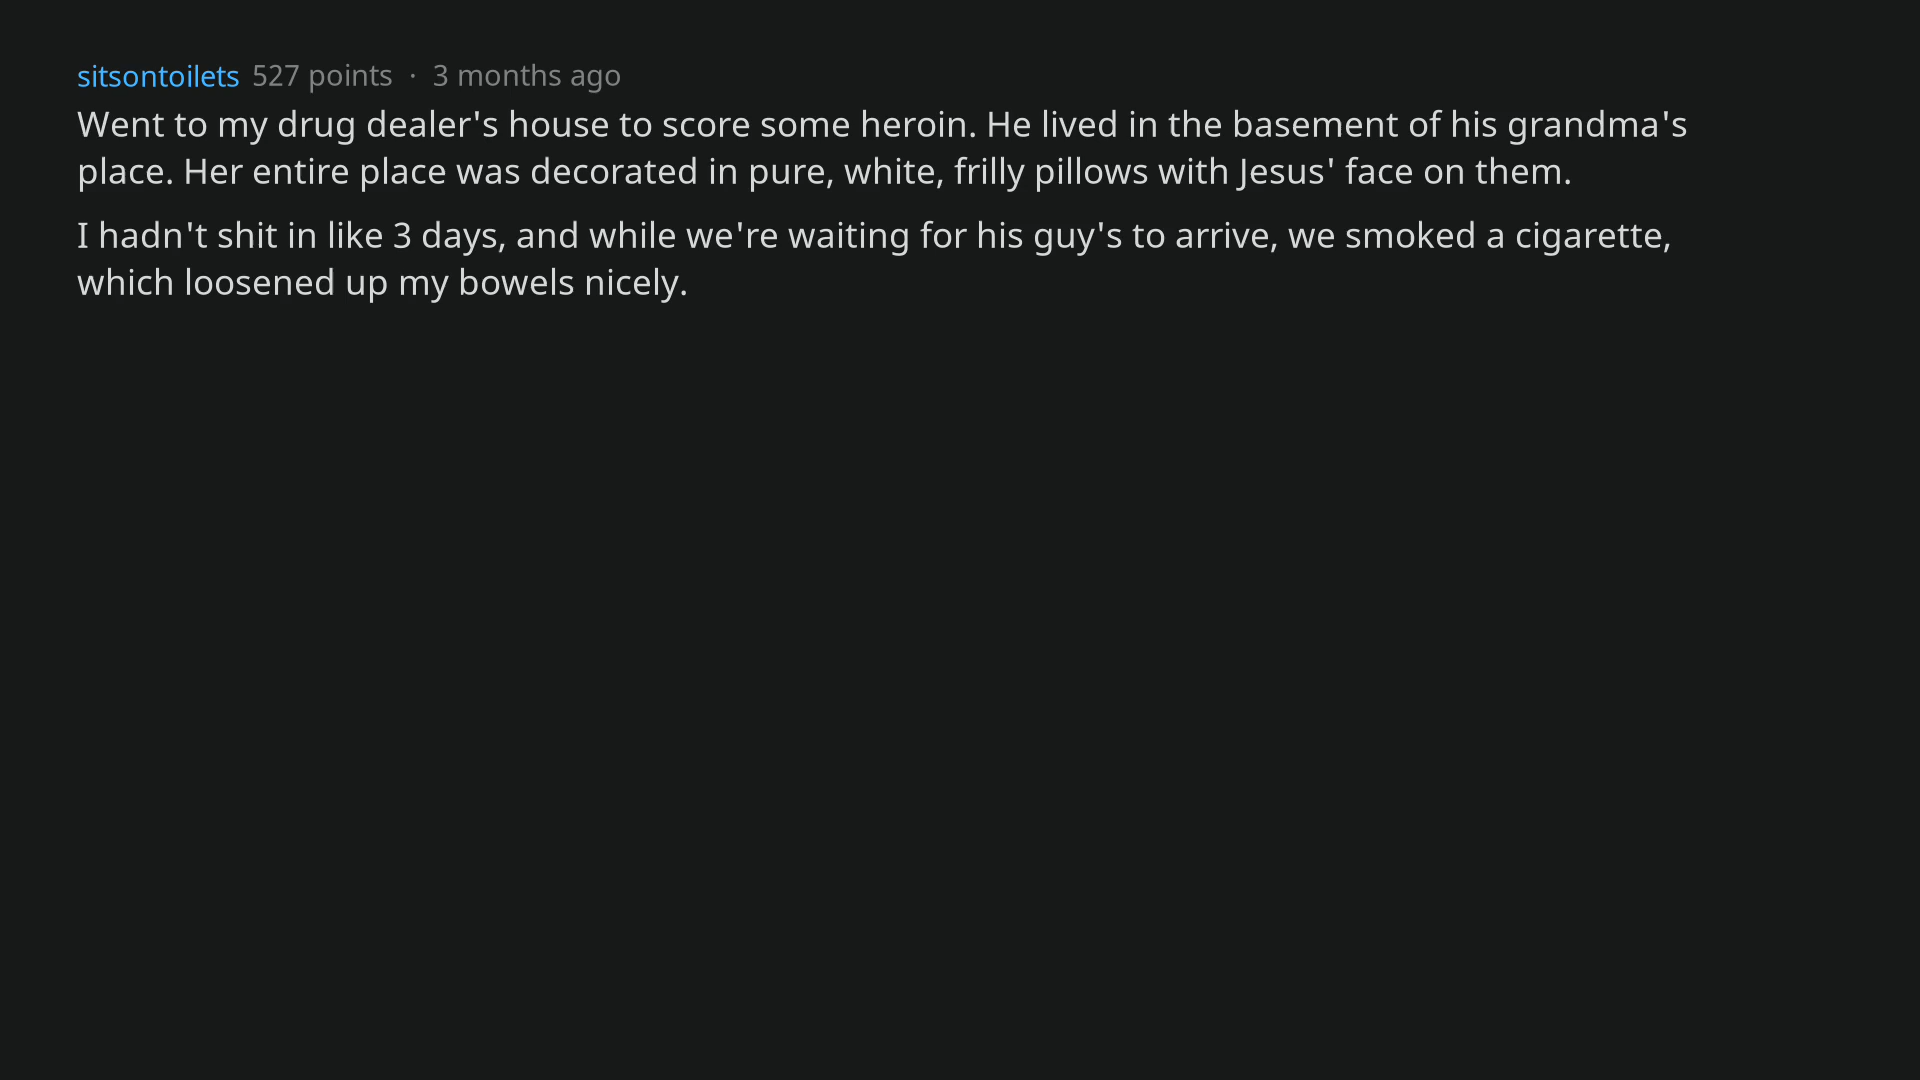 sitsontoilets 527 points · 3 months ago
Went to my drug dealer's house to score some heroin. He lived in the basement of his grandma's
place. Her entire place was decorated in pure, white, frilly pillows with Jesus' face on them.
I hadn't shit in like 3 days, and while we're waiting for his guy's to arrive, we smoked a cigarette,
which loosened up my bowels nicely.